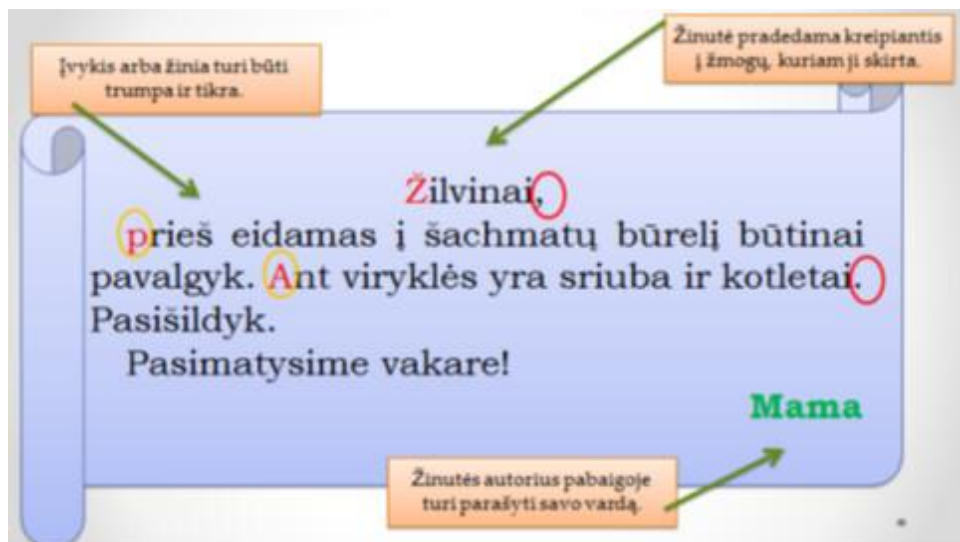 Įvykis arba žinia turi būti
trumpa ir tikra.
Žinutė pradedama kreipiantis
į žmogų, kuriam ji skirta.
Žilvinai,
prieš eidamas į šachmatų būrelį būtinai
pavalgyk. Ant viryklės yra sriuba ir kotletai.
Pasišildyk.
Pasimatysime vakare!
Mama
Žinutės autorius pabaigoje
turi parašyti savo vardą.